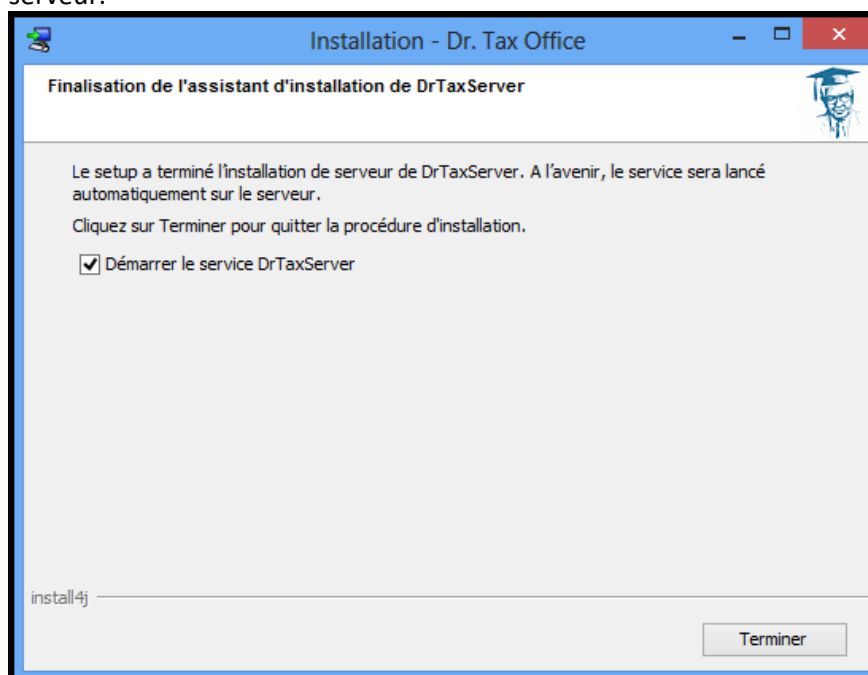 serveur.
Installation - Dr. Tax Office
Finalisation de l'assistant d'installation de DrTaxServer
Le setup a terminé l'installation de serveur de DrTaxServer. A l'avenir, le service sera lancé
automatiquement sur le serveur.
Cliquez sur Terminer pour quitter la procédure d'installation.
Démarrer le service DrTaxServer
install4j
Terminer